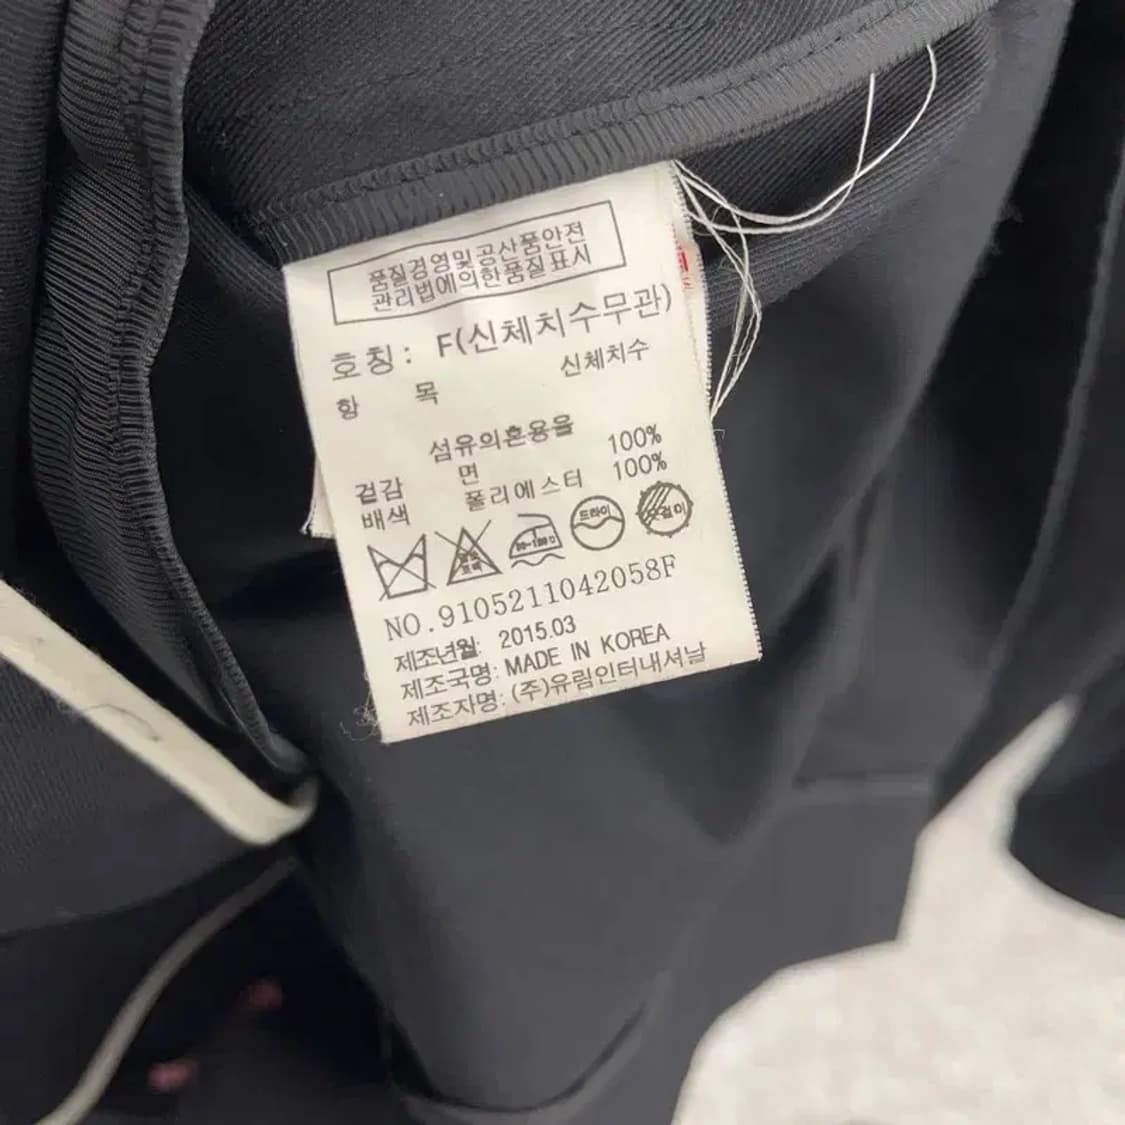 품질경영및공산품안전
관리법에의한품질표시
호칭: F(신체치수무관)
항 목 신체치수
섬유의혼용율
겉감 면 100%
배색 폴리에스터 100%
드라이
NO.9105211042058F
제조년월: 2015.03
제조국명: MADE IN KOREA
제조자명: (주)유림인터내셔날